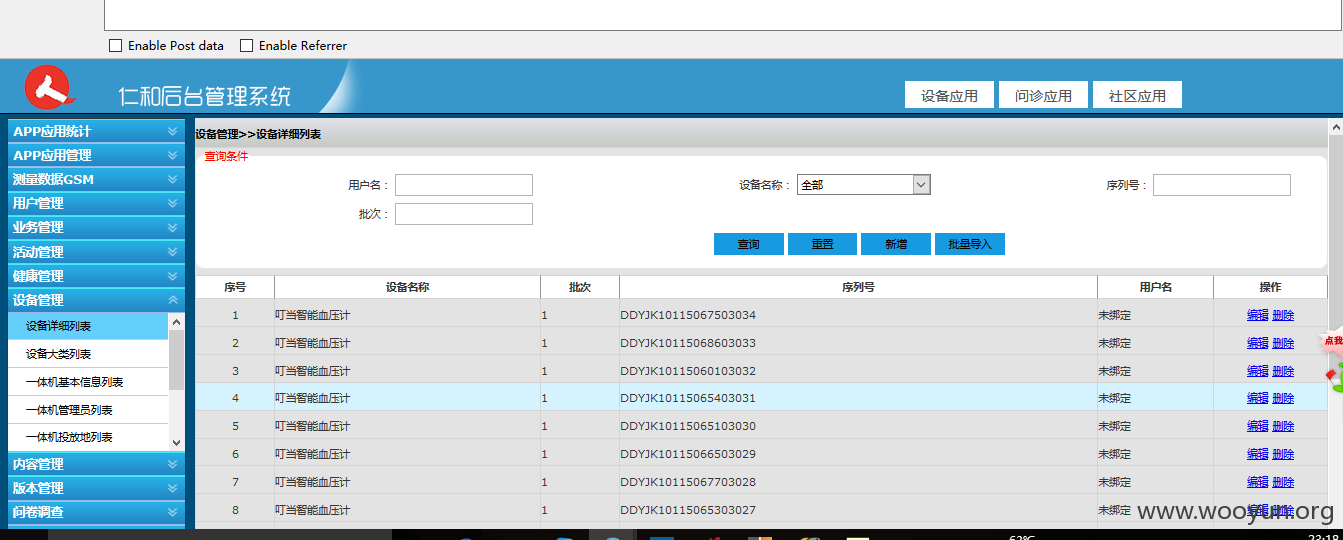 Enable Post data Enable Referrer
仁和后台管理系统
设备应用 问诊应用 社区应用
APP应用统计
APP应用管理
测量数据GSM
用户管理
业务管理
活动管理
健康管理
设备管理
设备详细列表
设备大类列表
一体机基本信息列表
一体机管理员列表
一体机投放地列表
内容管理
版本管理
问卷调查
设备管理>>设备详细列表
查询条件
用户名： 设备名称： 全部 序列号：
批次：
查询 重置 新增 批量导入
序号 设备名称 批次 序列号 用户名 操作
1 叮当智能血压计 1 DDYJK10115067503034 未绑定 编辑 删除
2 叮当智能血压计 1 DDYJK10115068603033 未绑定 编辑 删除
3 叮当智能血压计 1 DDYJK10115060103032 未绑定 编辑 删除
4 叮当智能血压计 1 DDYJK10115065403031 未绑定 编辑 删除
5 叮当智能血压计 1 DDYJK10115065103030 未绑定 编辑 删除
6 叮当智能血压计 1 DDYJK10115066503029 未绑定 编辑 删除
7 叮当智能血压计 1 DDYJK10115067703028 未绑定 编辑 删除
8 叮当智能血压计 1 DDYJK10115065303027 未绑定 编辑 删除
点我
www.wooyun.org
62°C
23:18